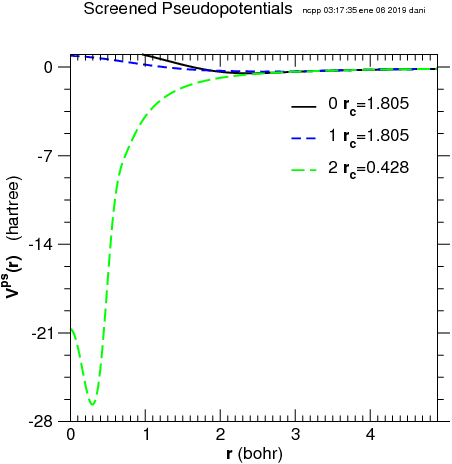 Screened Pseudopotentials ncpp 03:17:35 ene 06 2019 dani
0
-7
-14
-21
-28
V^ps(r) (hartree)
0 r_c=1.805
1 r_c=1.805
2 r_c=0.428
0 1 2 3 4
r (bohr)